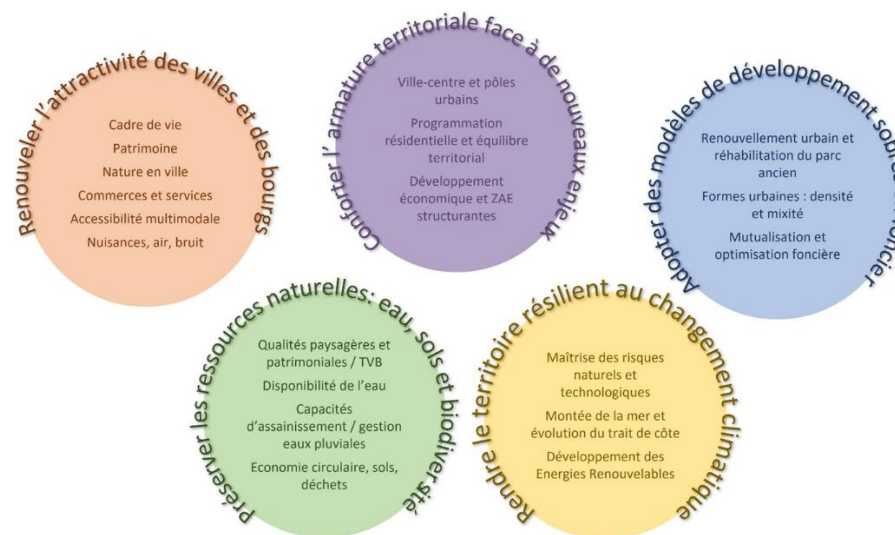 Renouveler l'attractivité des villes et des bourgs
Cadre de vie
Patrimoine
Nature en ville
Commerces et services
Accessibilité multimodale
Nuisances, air, bruit
Conforter l'armature territoriale face à de nouveaux enjeux
Ville-centre et pôles
urbains
Programmation
résidentielle et équilibre
territorial
Développement
économique et ZAE
structurantes
Adopter des modèles de développement foncier
Renouvellement urbain et
réhabilitation du parc
ancien
Formes urbaines : densité
et mixité
Mutualisation et
optimisation foncière
Préserver les ressources naturelles: eau, sols et biodiversité
Qualités paysagères et
patrimoniales / TVB
Disponibilité de l'eau
Capacités
d'assainissement / gestion
eaux pluviales
Economie circulaire, sols,
déchets
Rendre le territoire résilient au changement climatique
Maîtrise des risques
naturels et
technologiques
Montée de la mer et
évolution du trait de côte
Développement des
Energies Renouvelables